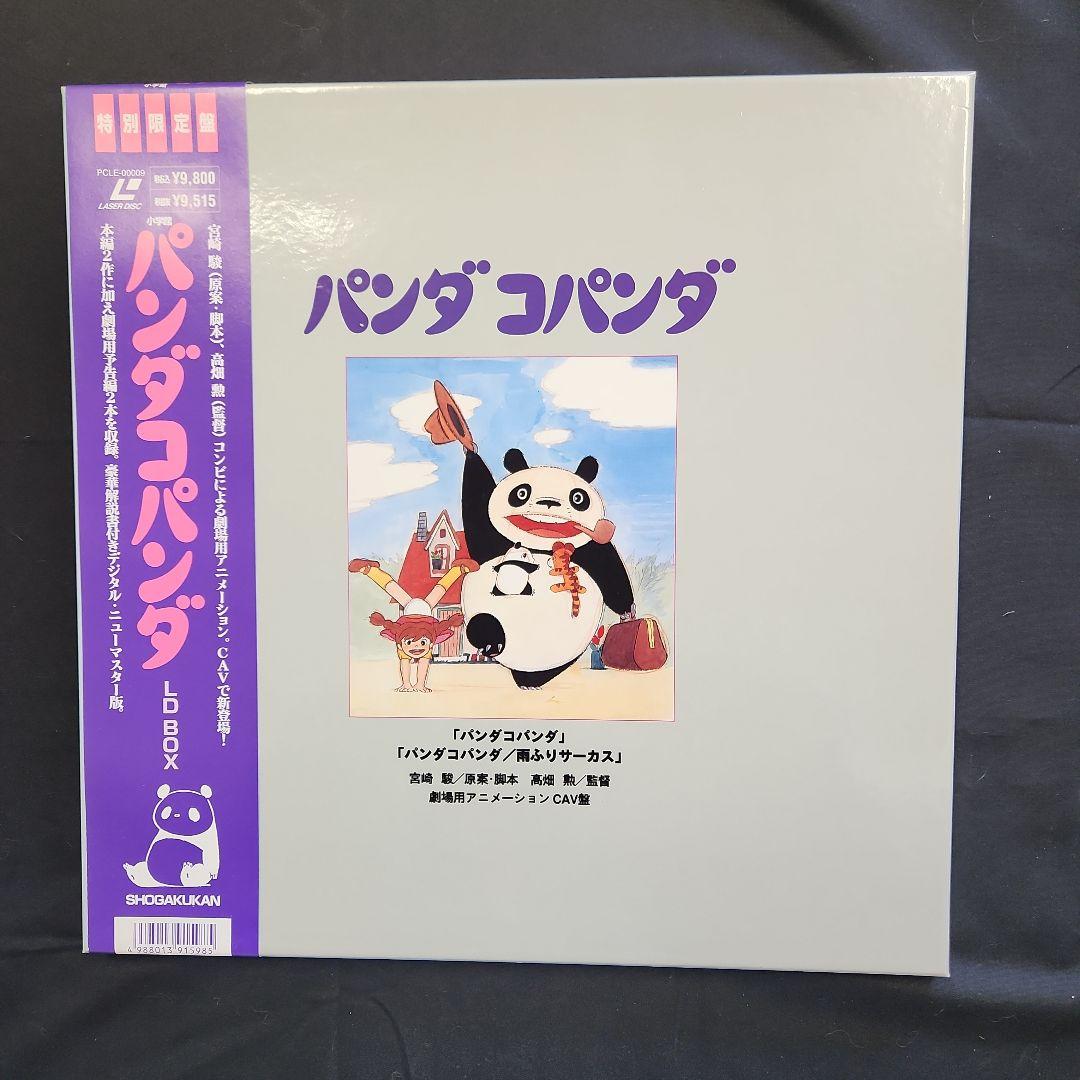 小学館
特別限定盤
PCLE-00009
税込 ¥9,800
税抜 ¥9,515
LASER DISC
小学館
パンダコパンダ
LD BOX
宮崎 駿(原案・脚本)、高畑 勲(監督)コンビによる劇場用アニメーション。CAVで新登場!
本編2作に加え劇場用予告編2本を収録。豪華解説書付きデジタル・ニューマスター版。
SHOGAKUKAN
4 988013 915985
パンダ コパンダ
「パンダコパンダ」
「パンダコパンダ/雨ふりサーカス」
宮崎 駿/原案・脚本 高畑 勲/監督
劇場用アニメーション CAV盤